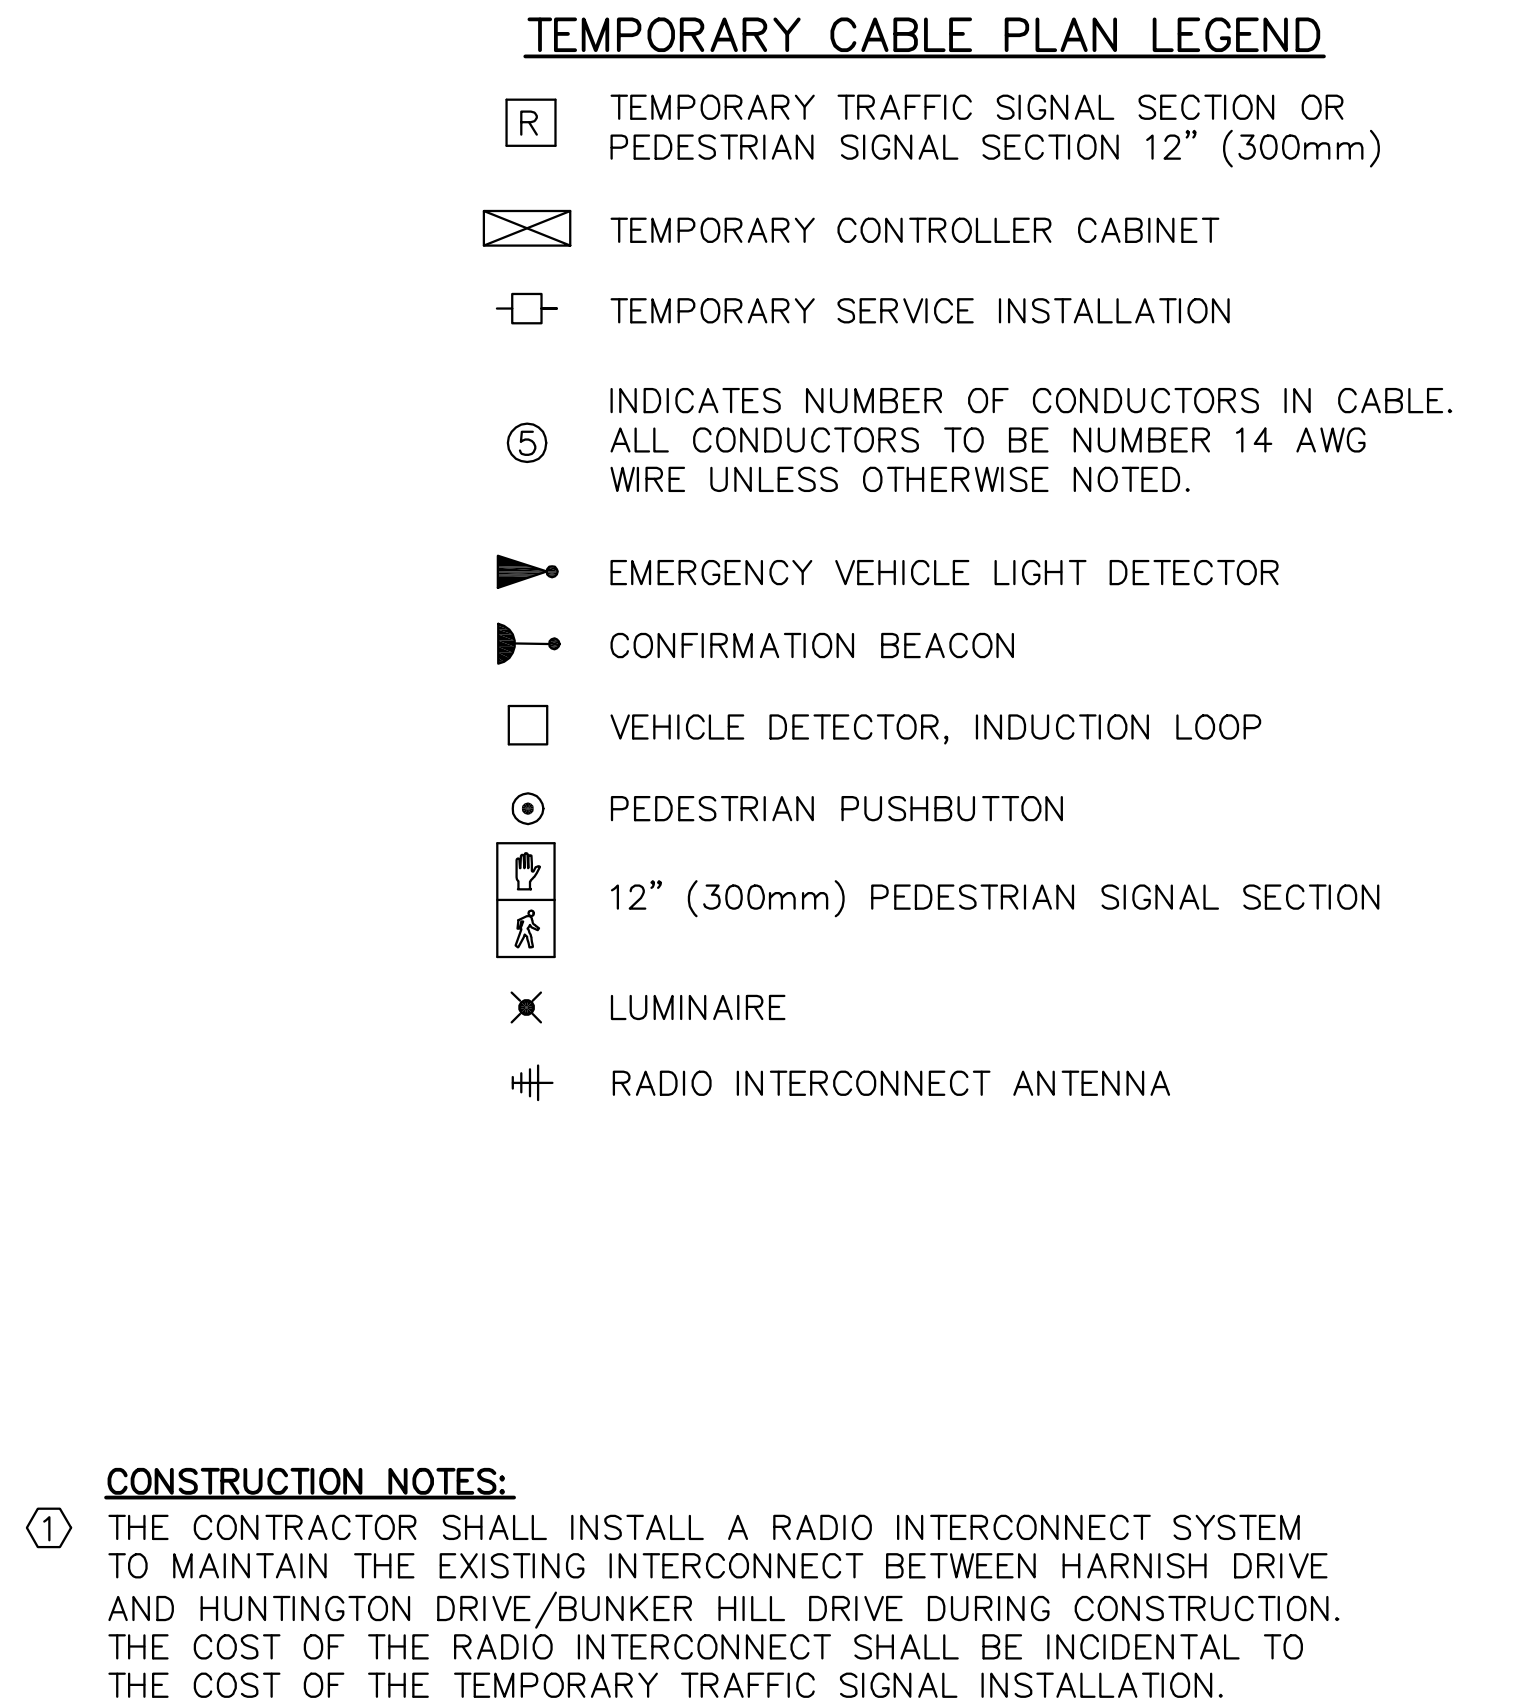 TEMPORARY CABLE PLAN LEGEND
R
TEMPORARY TRAFFIC SIGNAL SECTION OR
PEDESTRIAN SIGNAL SECTION 12” (300mm)
TEMPORARY CONTROLLER CABINET
TEMPORARY SERVICE INSTALLATION
INDICATES NUMBER OF CONDUCTORS IN CABLE.
5
ALL CONDUCTORS TO BE NUMBER 14 AWG
WIRE UNLESS OTHERWISE NOTED.
EMERGENCY VEHICLE LIGHT DETECTOR
CONFIRMATION BEACON
VEHICLE DETECTOR, INDUCTION LOOP
PEDESTRIAN PUSHBUTTON
12” (300mm) PEDESTRIAN SIGNAL SECTION
LUMINAIRE
RADIO INTERCONNECT ANTENNA
CONSTRUCTION NOTES:
1 THE CONTRACTOR SHALL INSTALL A RADIO INTERCONNECT SYSTEM
TO MAINTAIN THE EXISTING INTERCONNECT BETWEEN HARNISH DRIVE
AND HUNTINGTON DRIVE/BUNKER HILL DRIVE DURING CONSTRUCTION.
THE COST OF THE RADIO INTERCONNECT SHALL BE INCIDENTAL TO
THE COST OF THE TEMPORARY TRAFFIC SIGNAL INSTALLATION.